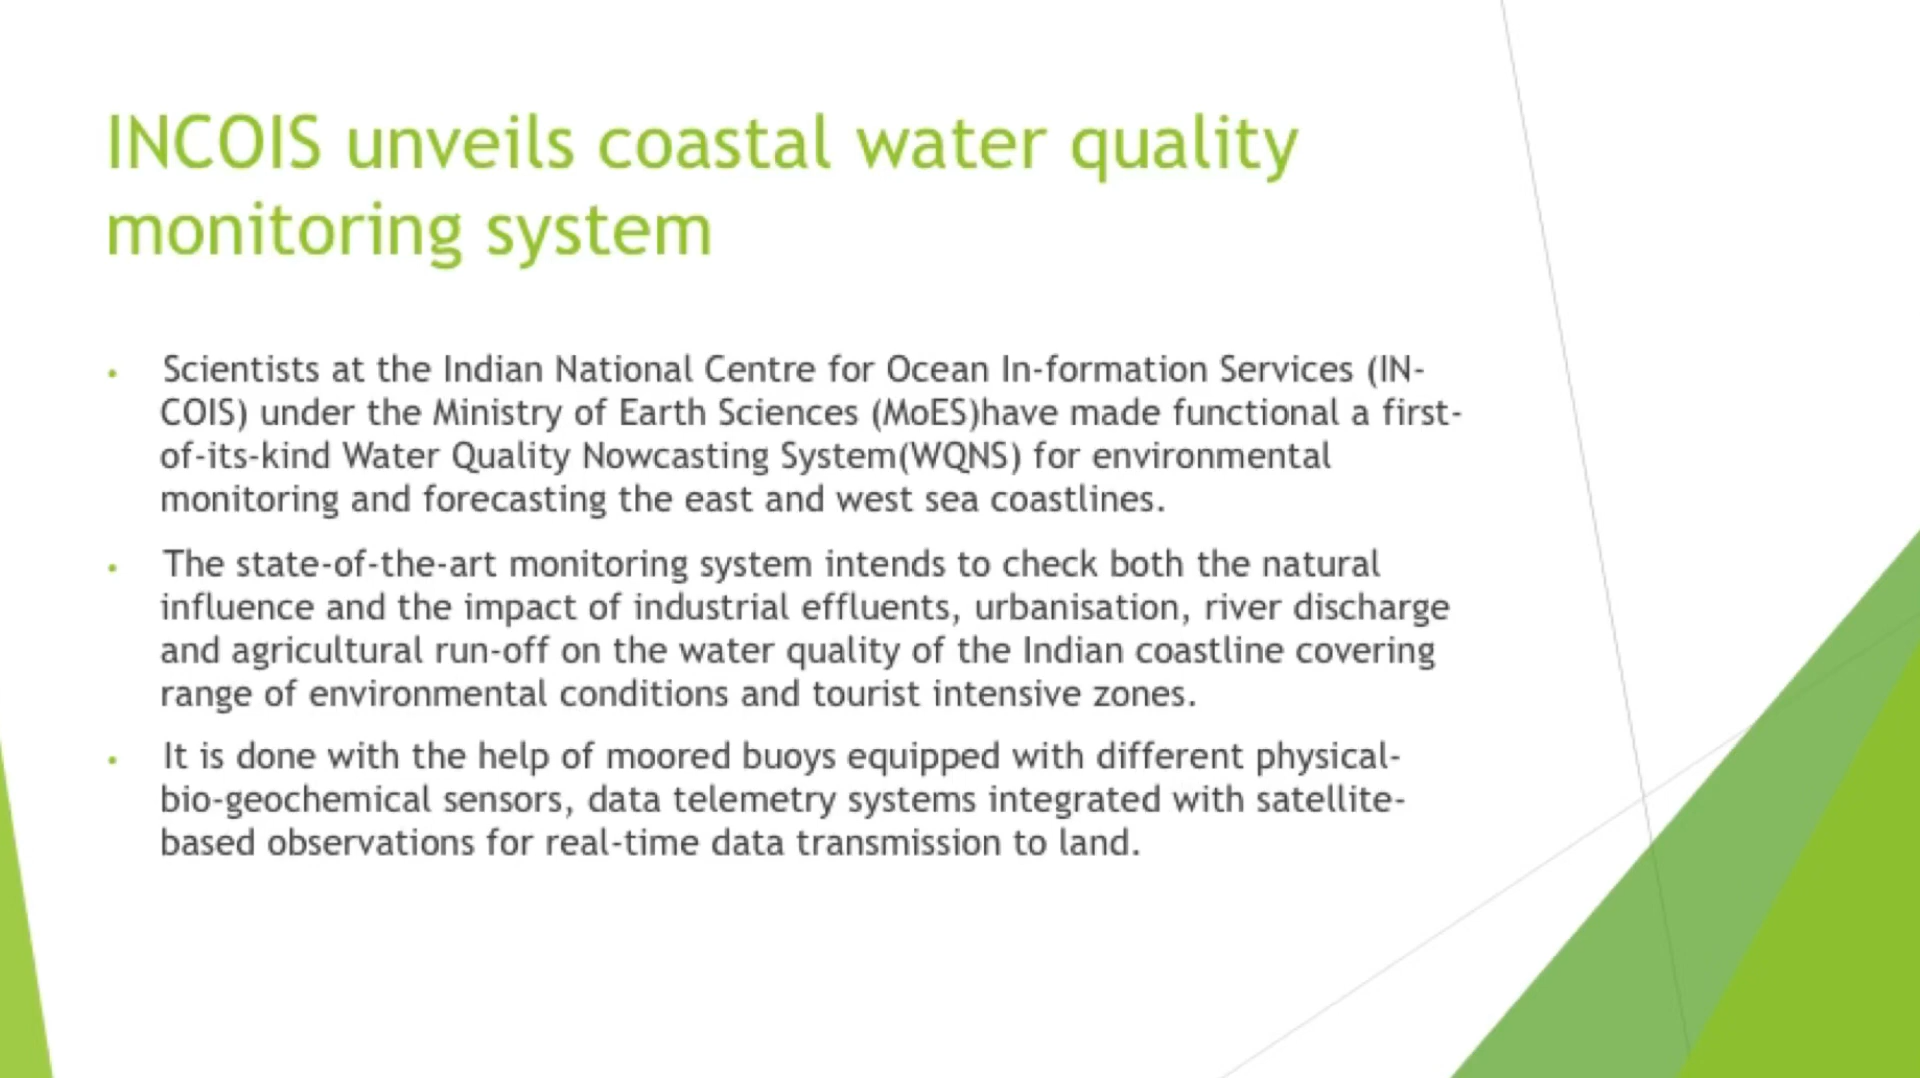 INCOIS unveils coastal water quality
monitoring system
• Scientists at the Indian National Centre for Ocean In-formation Services (IN-
COIS) under the Ministry of Earth Sciences (MoES)have made functional a first-
of-its-kind Water Quality Nowcasting System(WQNS) for environmental
monitoring and forecasting the east and west sea coastlines.
• The state-of-the-art monitoring system intends to check both the natural
influence and the impact of industrial effluents, urbanisation, river discharge
and agricultural run-off on the water quality of the Indian coastline covering
range of environmental conditions and tourist intensive zones.
• It is done with the help of moored buoys equipped with different physical-
bio-geochemical sensors, data telemetry systems integrated with satellite-
based observations for real-time data transmission to land.